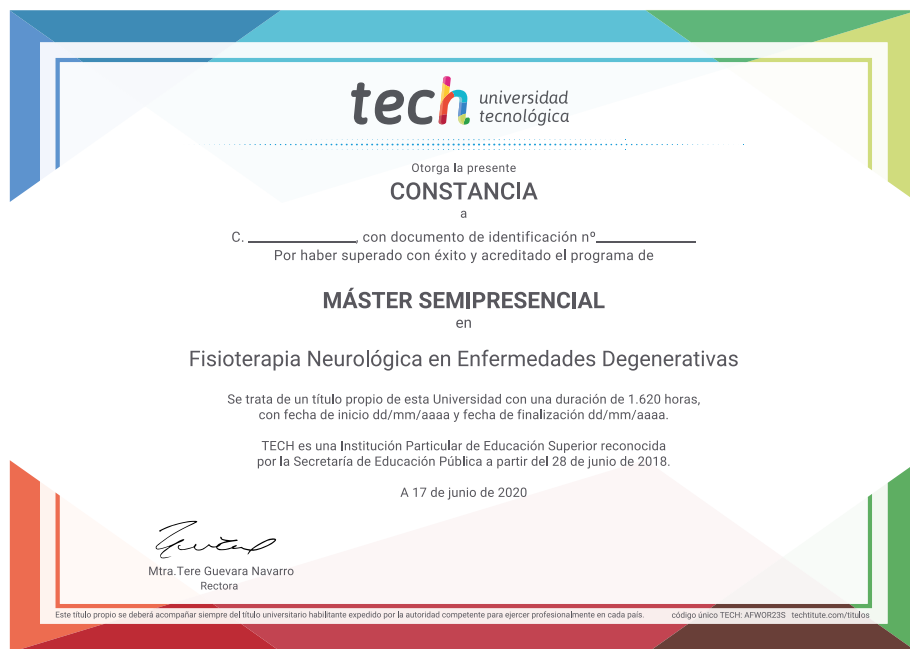 tech universidad
tecnológica
Otorga la presente
CONSTANCIA
a
C. ____________, con documento de identificación nº____________
Por haber superado con éxito y acreditado el programa de
MÁSTER SEMIPRESENCIAL
en
Fisioterapia Neurológica en Enfermedades Degenerativas
Se trata de un título propio de esta Universidad con una duración de 1.620 horas,
con fecha de inicio dd/mm/aaaa y fecha de finalización dd/mm/aaaa.
TECH es una Institución Particular de Educación Superior reconocida
por la Secretaría de Educación Pública a partir del 28 de junio de 2018.
A 17 de junio de 2020
Mtra.Tere Guevara Navarro
Rectora
Este título propio se deberá acompañar siempre del título universitario habilitante expedido por la autoridad competente para ejercer profesionalmente en cada país. código único TECH: AFWOR23S techtitute.com/titulos